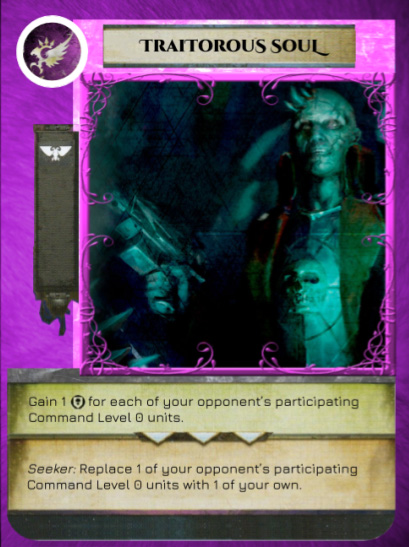 TRAITOROUS SOUL
Gain 1 for each of your opponent's participating
Command Level 0 units.
Seeker: Replace 1 of your opponent's participating
Command Level 0 units with 1 of your own.